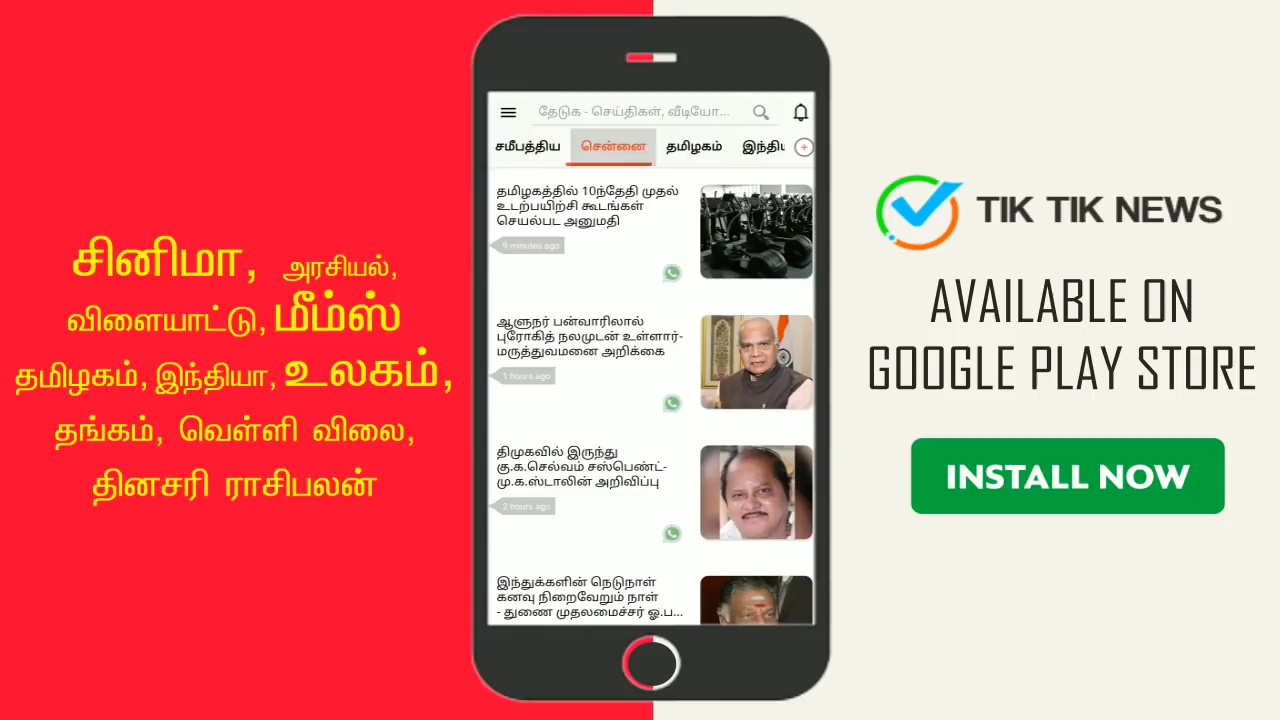 சினிமா, அரசியல்,
விளையாட்டு, மீம்ஸ்
தமிழகம், இந்தியா, உலகம்,
தங்கம், வெள்ளி விலை,
தினசரி ராசிபலன்
தேடுக - செய்திகள், வீடியோ...
சமீபத்திய சென்னை தமிழகம்
தமிழகத்தில் 10ந்தேதி முதல்
உடற்பயிற்சி கூடங்கள்
செயல்பட அனுமதி
9 minutes ago
ஆளுநர் பன்வாரிலால்
புரோகித் நலமுடன் உள்ளார்-
மருத்துவமனை அறிக்கை
1 hours ago
திமுகவில் இருந்து
கு.க.செல்வம் சஸ்பெண்ட்-
மு.க.ஸ்டாலின் அறிவிப்பு
2 hours ago
இந்துக்களின் நெடுநாள்
கனவு நிறைவேறும் நாள்
- துணை முதலமைச்சர் ஓ.ப...
TIK TIK NEWS
AVAILABLE ON
GOOGLE PLAY STORE
INSTALL NOW